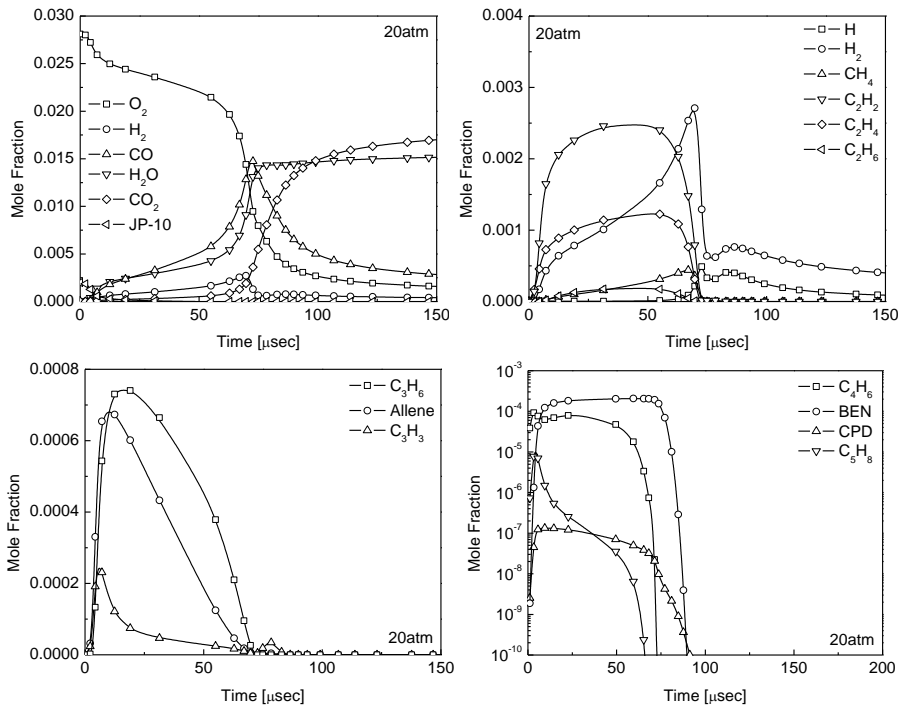 0.030
0.025
0.020
0.015
0.010
0.005
0.000
Mole Fraction
20atm
O₂
H₂
CO
H₂O
CO₂
JP-10
0
50
100
150
Time [μsec]
0.004
0.003
0.002
0.001
0.000
Mole Fraction
20atm
H
H₂
CH₄
C₂H₂
C₂H₄
C₂H₆
0
50
100
150
Time [μsec]
0.0008
0.0006
0.0004
0.0002
0.0000
Mole Fraction
C₃H₆
Allene
C₃H₃
0
50
100
150
Time [μsec]
10⁻³
10⁻⁴
10⁻⁵
10⁻⁶
10⁻⁷
10⁻⁸
10⁻⁹
10⁻¹⁰
Mole Fraction
C₄H₆
BEN
CPD
C₅H₈
20atm
0
50
100
150
200
Time [μsec]